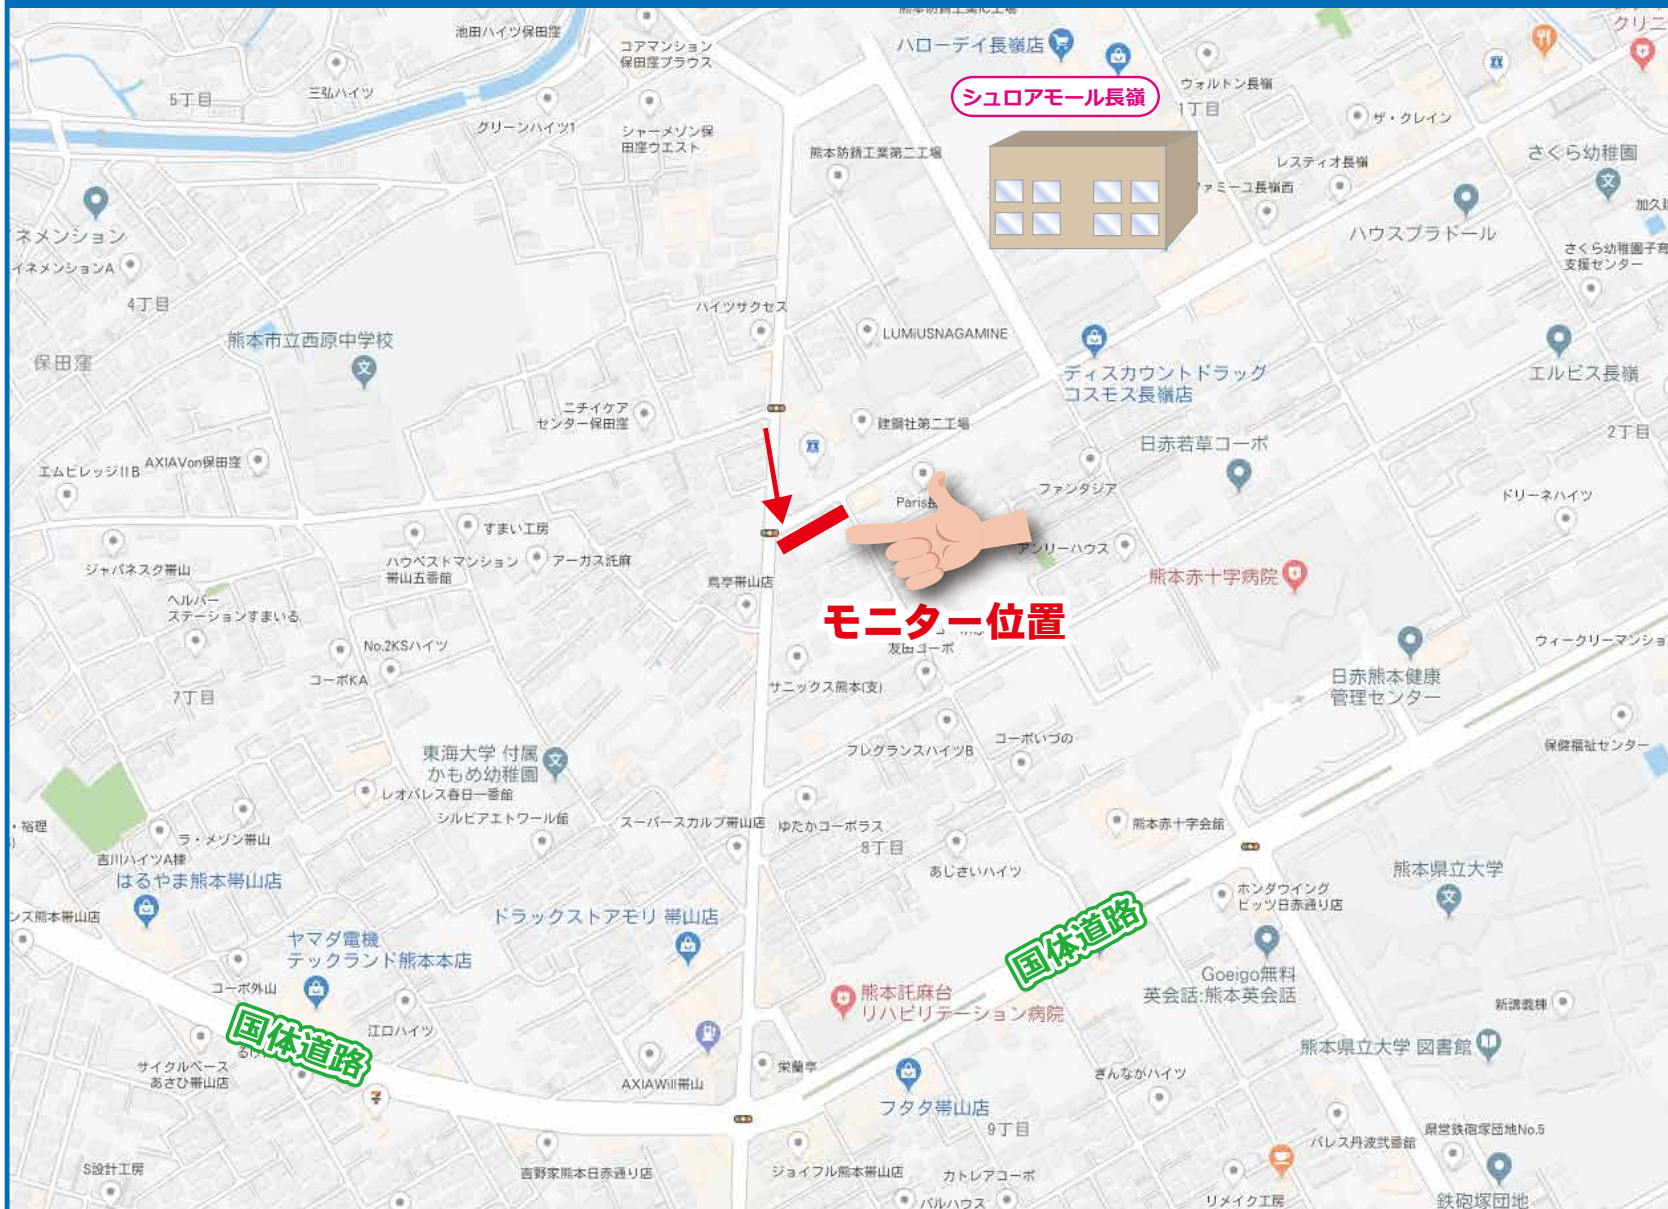 池田ハイツ保田窪
コアマンション
保田窪プラウス
ハローデイ長嶺店
シュロアモール長嶺
クリニ
ウォルトン長嶺
1丁目
ザ・クレイン
5丁目
三弘ハイツ
グリーンハイツ1
シャーメゾン保
田窪ウエスト
熊本防錆工業第二工場
レスティオ長嶺
さくら幼稚園
ァミーユ長嶺西
ハウスプラドール
さくら幼稚園子育
支援センター
ネメンション
イネメンションA
4丁目
ハイツサクセス
LUMiUSNAGAMINE
熊本市立西原中学校
保田窪
ディスカウントドラッグ
コスモス長嶺店
エルビス長嶺
2丁目
ニチイケア
センター保田窪
建鋼社第二工場
日赤若草コーポ
エムビレッジIIB
AXIAVon保田窪
Paris長
ファンタジア
ドリーネハイツ
すまい工房
ハウベストマンション
帯山五番館
アーガス託麻
アンリーハウス
ジャパネスク帯山
ヘルパー
ステーションすまいる
鳥亭帯山店
熊本赤十字病院
モニター位置
No.2KSハイツ
コーポKA
友田コーポ
ウィークリーマンショ
日赤熊本健康
管理センター
7丁目
サニックス熊本(支)
フレグランスハイツB
コーポいづの
保健福祉センター
東海大学 付属
かもめ幼稚園
レオパレス春日一番館
シルビアエトワール館
スーパースカルプ帯山店
ゆたかコーポラス
8丁目
熊本赤十字会館
・裕理
ラ・メゾン帯山
吉川ハイツA棟
はるやま熊本帯山店
あじさいハイツ
熊本県立大学
ホンダウイング
ビッツ日赤通り店
ンズ熊本帯山店
ヤマダ電機
テックランド熊本本店
ドラックストアモリ 帯山店
国体道路
Goeigo無料
英会話:熊本英会話
コーポ外山
江口ハイツ
国体道路
熊本託麻台
リハビリテーション病院
新講義棟
熊本県立大学 図書館
サイクルベース
あさひ帯山店
AXIAWill帯山
栄蘭亭
フタタ帯山店
ぎんながハイツ
9丁目
パレス丹波弐番館
県営鉄砲塚団地No.5
S設計工房
吉野家熊本日赤通り店
ジョイフル熊本帯山店
カトレアコーポ
パルハウス
リメイク工房
鉄砲塚団地